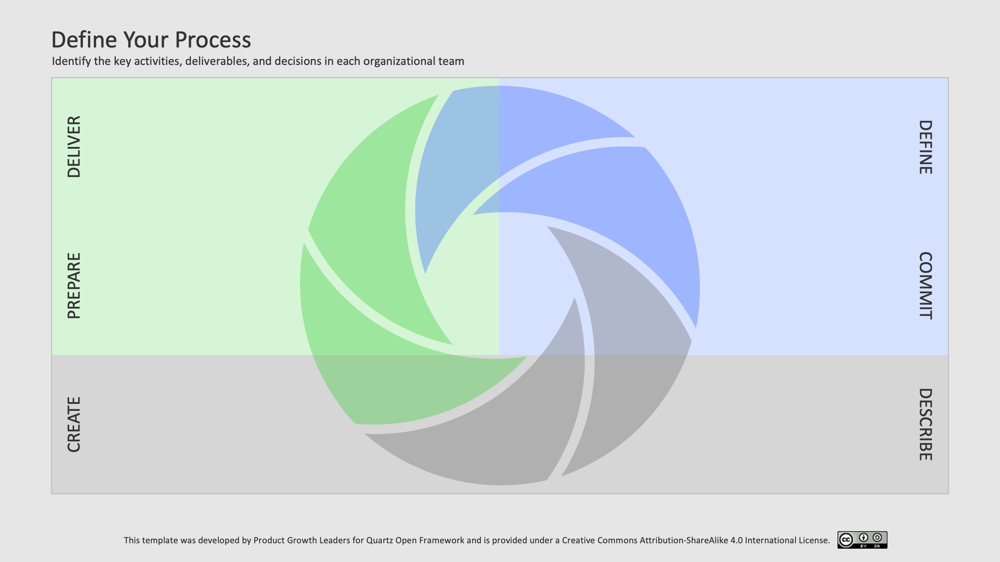 Define Your Process
Identify the key activities, deliverables, and decisions in each organizational team
DELIVER
DEFINE
PREPARE
COMMIT
CREATE
DESCRIBE
This template was developed by Product Growth Leaders for Quartz Open Framework and is provided under a Creative Commons Attribution-ShareAlike 4.0 International License.
cc
BY SA